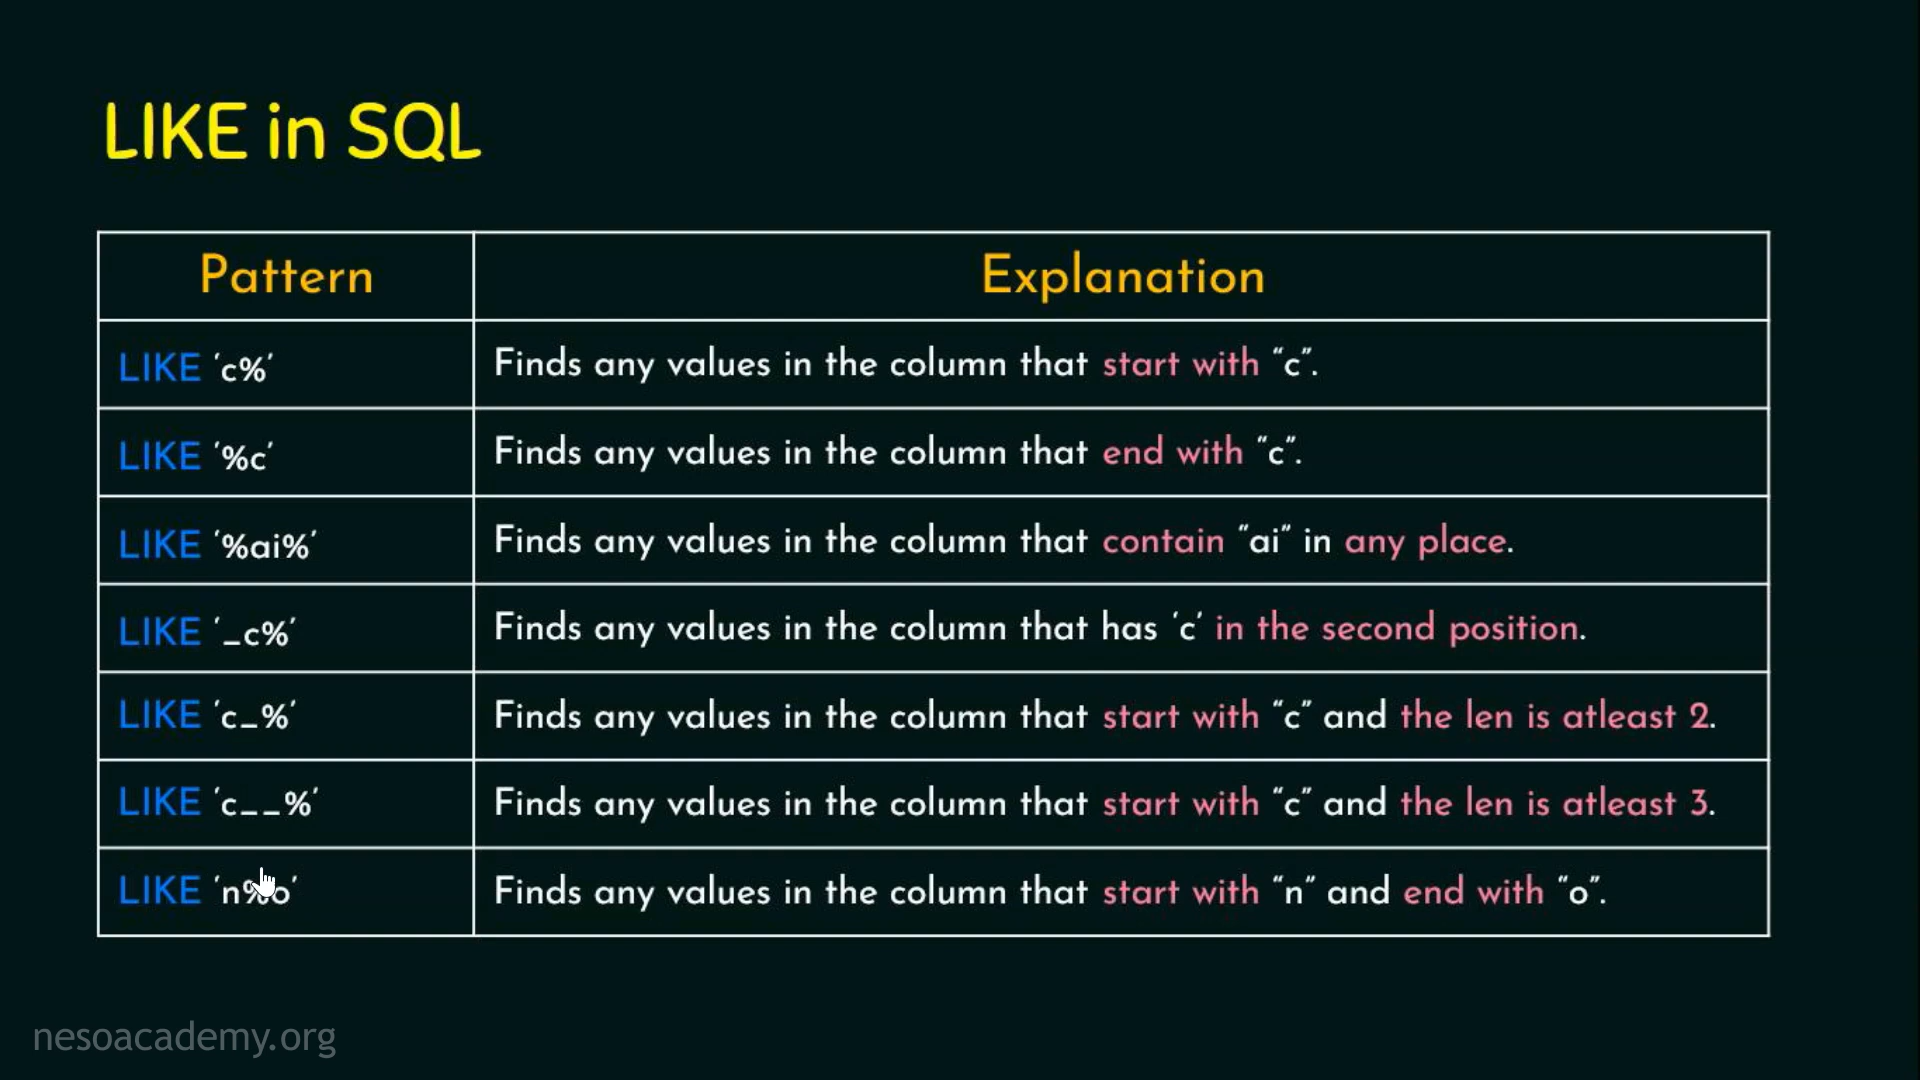 LIKE in SQL
Pattern Explanation
LIKE ‘c%’ Finds any values in the column that start with “c”.
LIKE ‘%c’ Finds any values in the column that end with “c”.
LIKE ‘%ai%’ Finds any values in the column that contain “ai” in any place.
LIKE ‘_c%’ Finds any values in the column that has ‘c’ in the second position.
LIKE ‘c_%’ Finds any values in the column that start with “c” and the len is atleast 2.
LIKE ‘c__%’ Finds any values in the column that start with “c” and the len is atleast 3.
LIKE ‘n%o’ Finds any values in the column that start with “n” and end with “o”.
nesoacademy.org